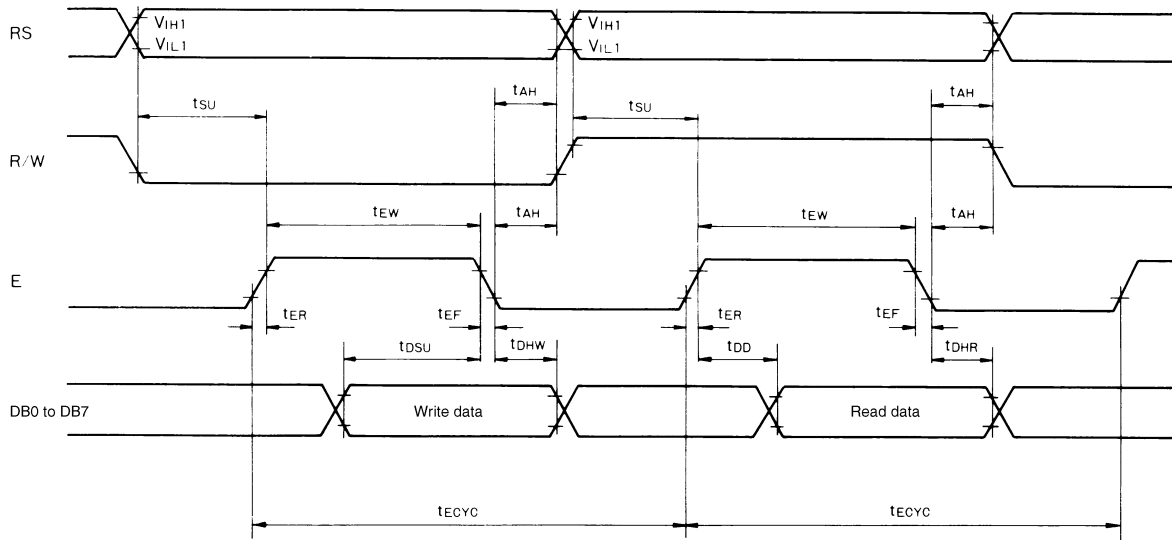 RS
VIH1
VIL1
VIH1
VIL1
tSU
tAH
tSU
tAH
R/W
tEW
tAH
tEW
tAH
E
tER
tEF
tER
tEF
tDSU
tDHW
tDD
tDHR
DB0 to DB7
Write data
Read data
tECYC
tECYC